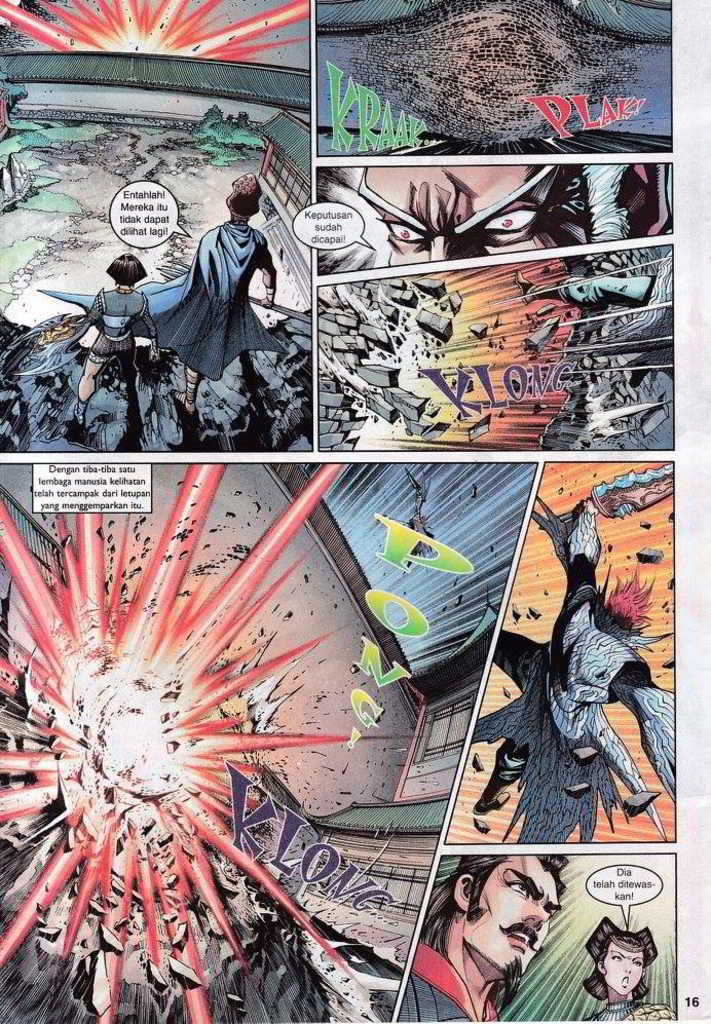 Entahlah!
Mereka itu
tidak dapat
dilihat lagi!
KRAAK..
PLAK!
Keputusan
sudah
dicapai!
KLONG
Dengan tiba-tiba satu
lembaga manusia kelihatan
telah tercampak dari letupan
yang menggemparkan itu.
PONG!
KLONG..
Dia
telah ditewas-
kan!
16